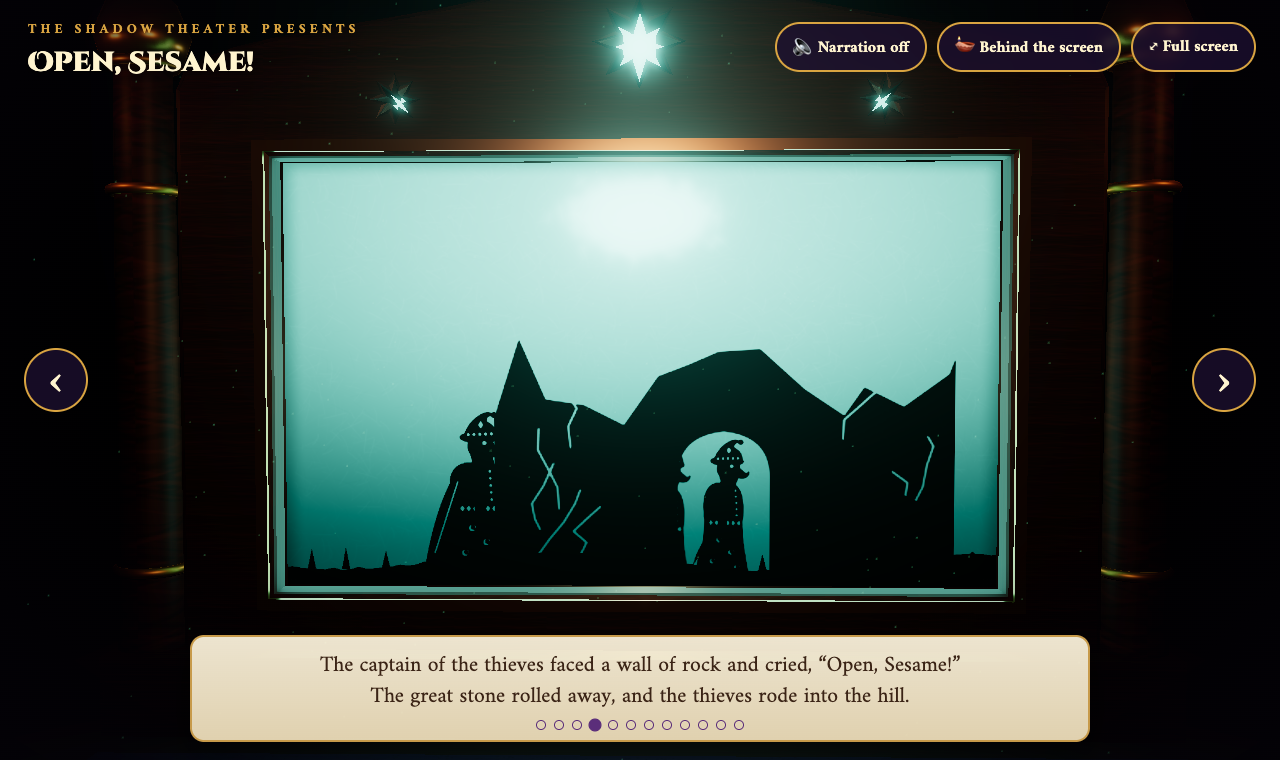 THE SHADOW THEATER PRESENTS
OPEN, SESAME!
Narration off
Behind the screen
Full screen
The captain of the thieves faced a wall of rock and cried, “Open, Sesame!”
The great stone rolled away, and the thieves rode into the hill.